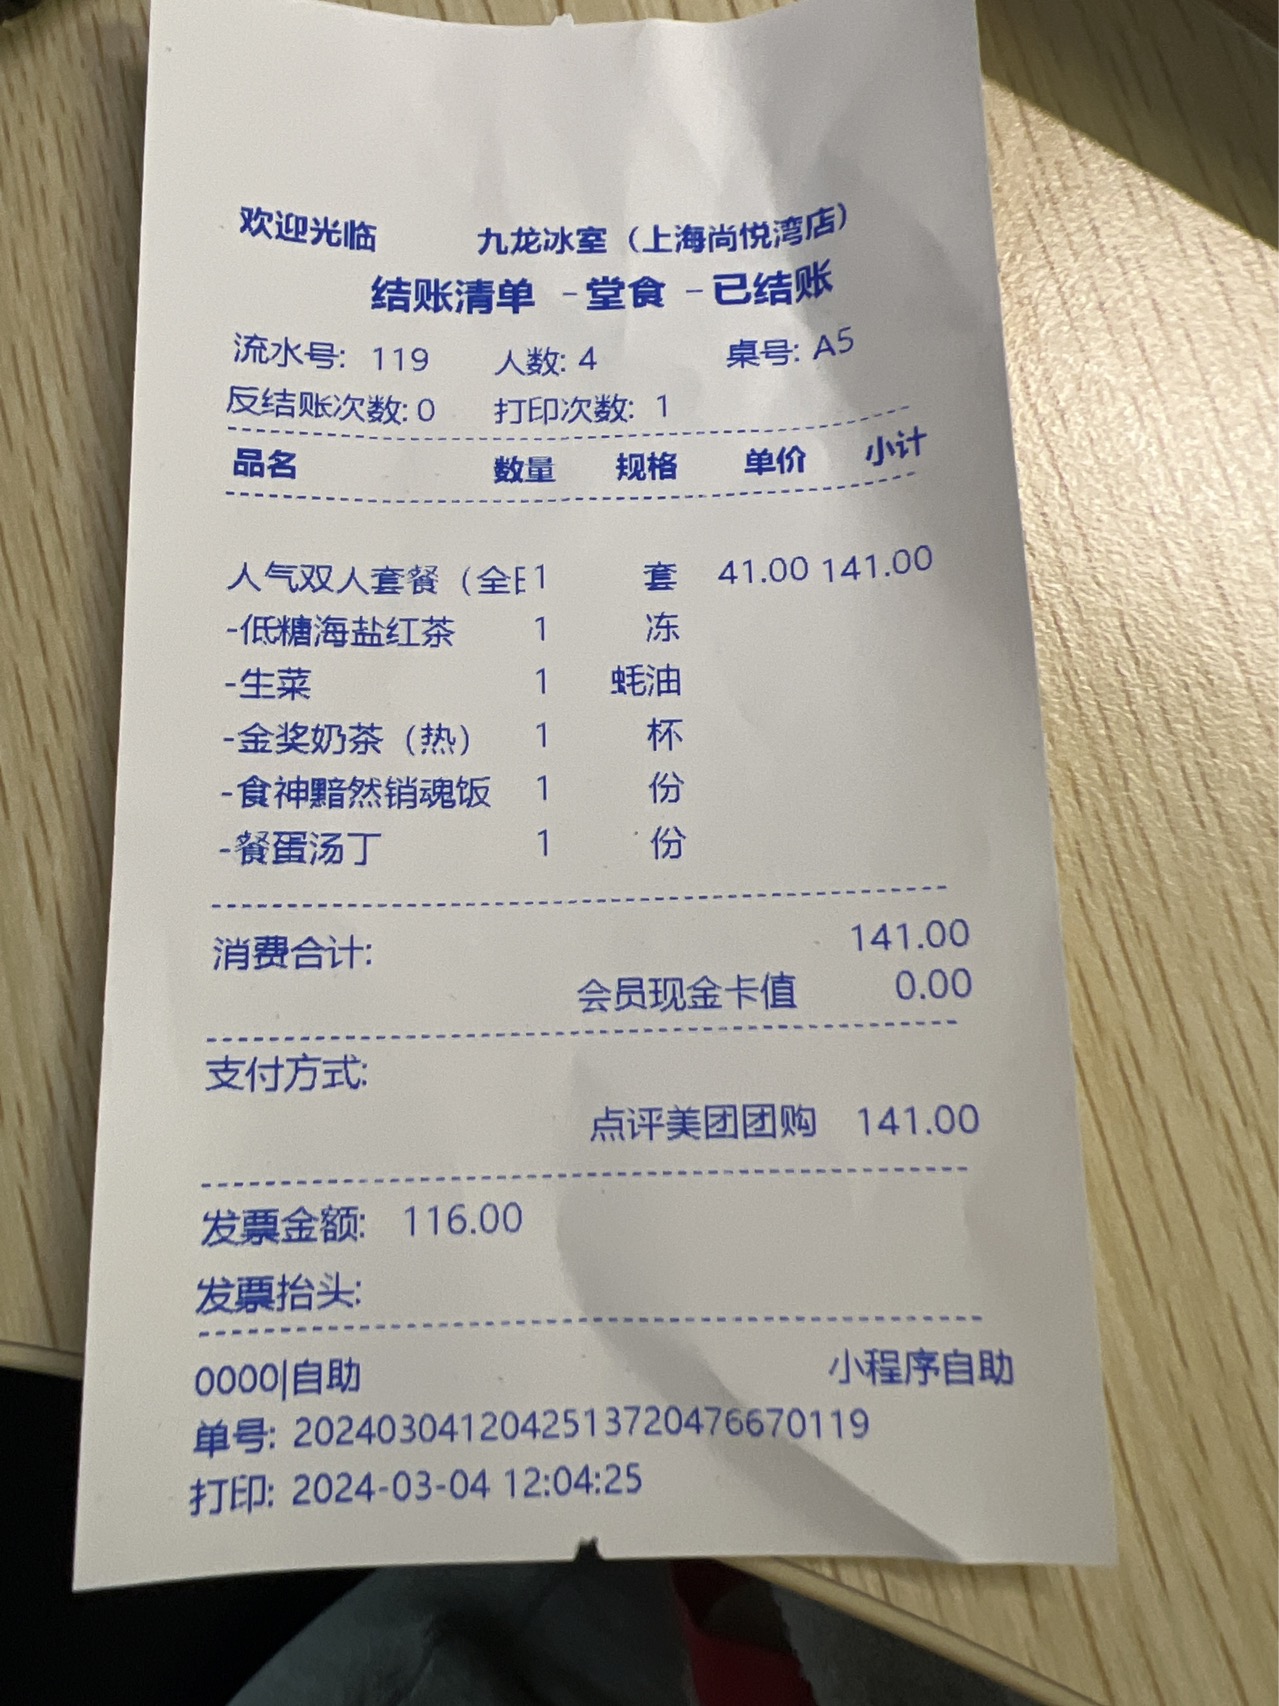 欢迎光临 九龙冰室（上海尚悦湾店）
结账清单 -堂食 -已结账
流水号: 119 人数: 4 桌号: A5
反结账次数: 0 打印次数: 1
品名 数量 规格 单价 小计
人气双人套餐（全日1 套 41.00 141.00
-低糖海盐红茶 1 冻
-生菜 1 蚝油
-金奖奶茶（热） 1 杯
-食神黯然销魂饭 1 份
-餐蛋汤丁 1 份
消费合计: 141.00
会员现金卡值 0.00
支付方式:
点评美团团购 141.00
发票金额: 116.00
发票抬头:
0000|自助 小程序自助
单号: 20240304120425137204766​70119
打印: 2024-03-04 12:04:25